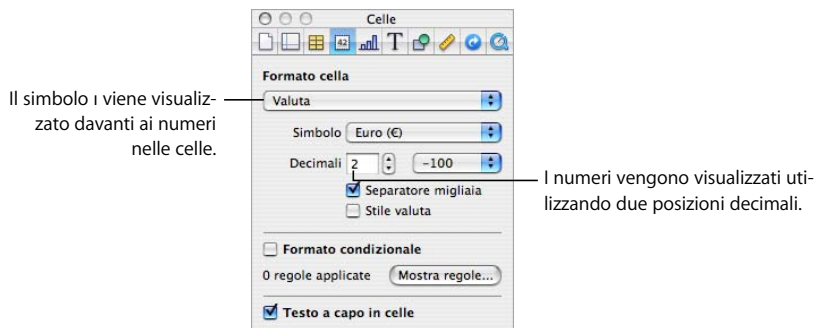 Celle
42
T
Formato cella
Il simbolo ı viene visualiz-
zato davanti ai numeri
nelle celle.
Valuta
Simbolo Euro (€)
Decimali 2 -100
I numeri vengono visualizzati uti-
lizzando due posizioni decimali.
Separatore migliaia
Stile valuta
Formato condizionale
0 regole applicate Mostra regole...
Testo a capo in celle